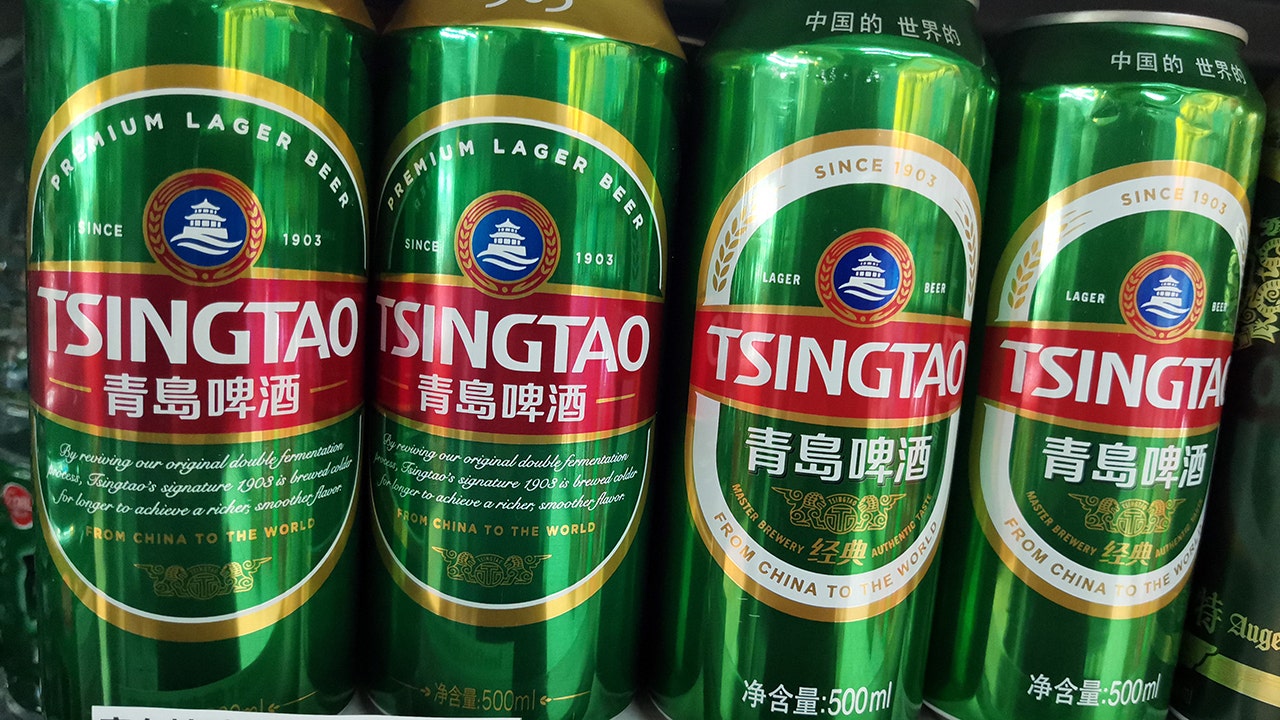 PREMIUM LAGER BEER
SINCE 1903
TSINGTAO
青島啤酒
By reviving our original double fermentation
process, Tsingtao's signature 1903 is brewed colder
for longer to achieve a richer, smoother flavor.
FROM CHINA TO THE WORLD
PREMIUM LAGER BEER
SINCE 1903
TSINGTAO
青島啤酒
By reviving our original double fermentation
process, Tsingtao's signature 1903 is brewed colder
for longer to achieve a richer, smoother flavor.
FROM CHINA TO THE WORLD
净含量:500ml
中国的 世界的
SINCE 1903
LAGER BEER
TSINGTAO
青島啤酒
TSINGTAO
MASTER BREWERY 经典 AUTHENTIC TASTE
FROM CHINA TO THE WORLD
净含量:500ml
中国的 世界的
SINCE 1903
LAGER BEER
TSINGTAO
青島啤酒
MASTER BREWERY 经典 AUTHENTIC TASTE
FROM CHINA TO THE WORLD
净含量:500ml
特 Auge